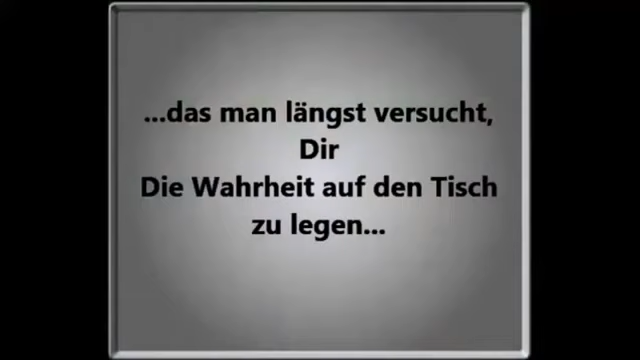 ...das man längst versucht,
Dir
Die Wahrheit auf den Tisch
zu legen...